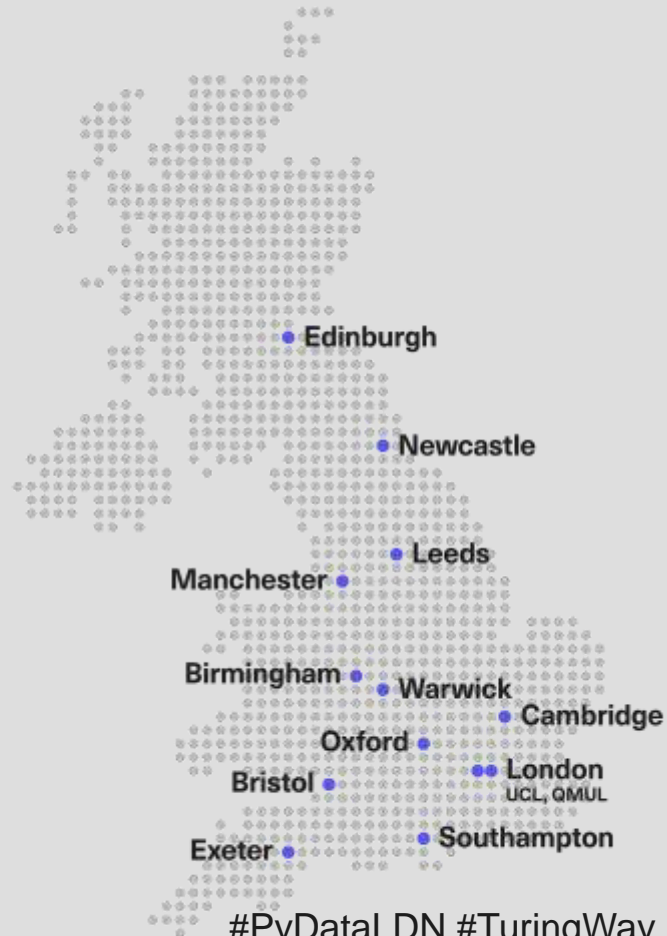 Edinburgh
Newcastle
Leeds
Manchester
Birmingham
Warwick
Cambridge
Oxford
London
UCL, QMUL
Bristol
Southampton
Exeter
#PyDataLDN #TuringWay